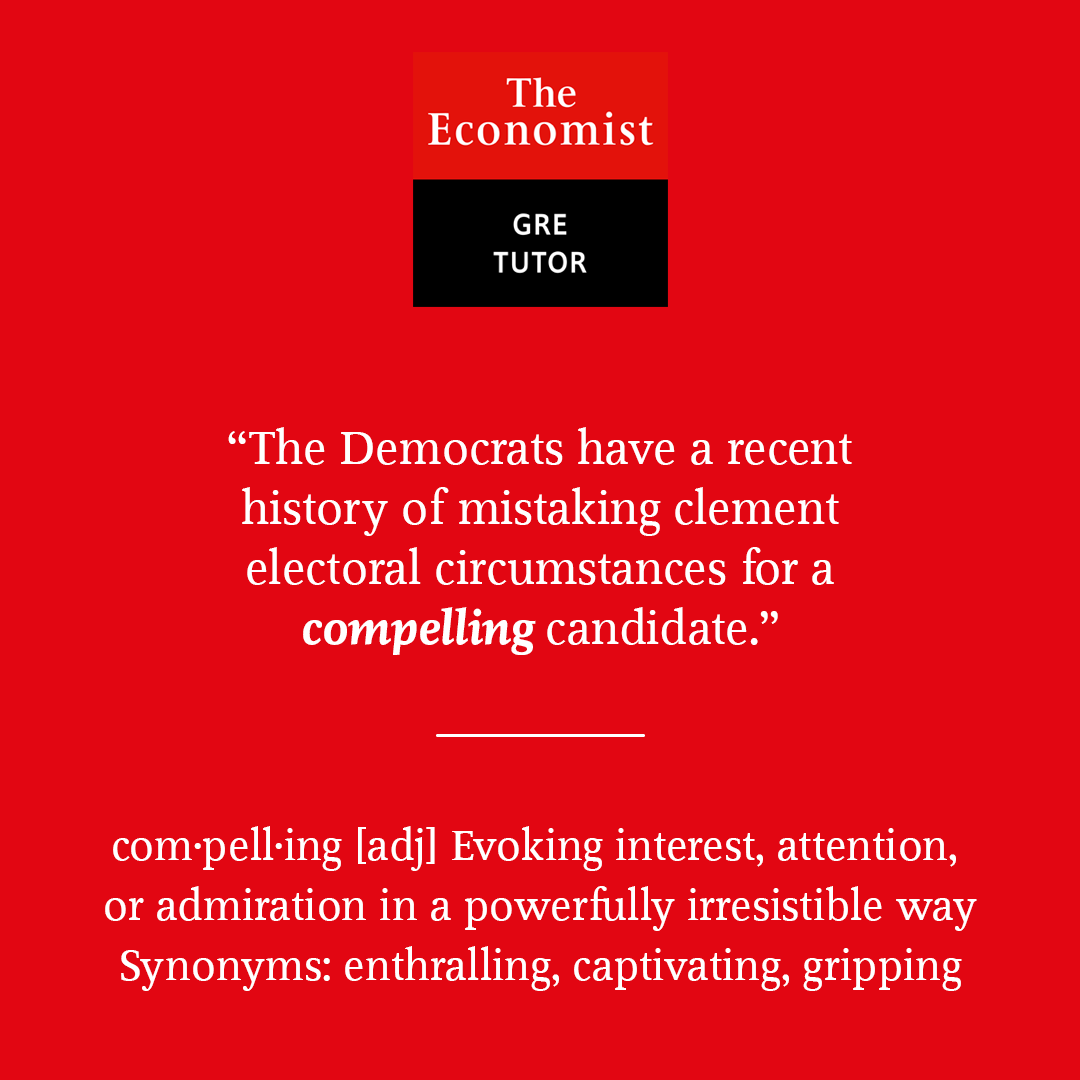 The
Economist
GRE
TUTOR
“The Democrats have a recent
history of mistaking clement
electoral circumstances for a
compelling candidate.”
com·pell·ing [adj] Evoking interest, attention,
or admiration in a powerfully irresistible way
Synonyms: enthralling, captivating, gripping